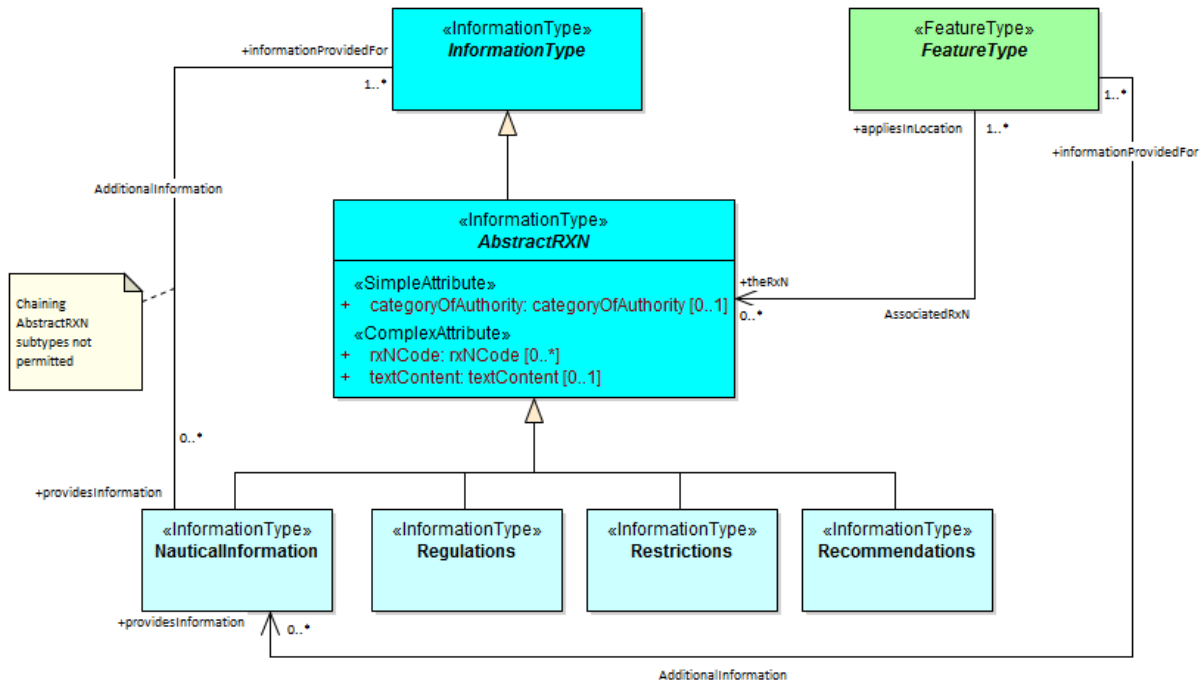 «InformationType»
InformationType
«FeatureType»
FeatureType
+informationProvidedFor
1..*
1..*
+appliesInLocation
1..*
+informationProvidedFor
AdditionalInformation
«InformationType»
AbstractRXN
«SimpleAttribute»
+ categoryOfAuthority: categoryOfAuthority [0..1]
«ComplexAttribute»
+ rxNCode: rxNCode [0..*]
+ textContent: textContent [0..1]
+theRxN
0..*
AssociatedRxN
Chaining
AbstractRXN
subtypes not
permitted
0..*
+providesInformation
«InformationType»
NauticalInformation
«InformationType»
Regulations
«InformationType»
Restrictions
«InformationType»
Recommendations
+providesInformation
0..*
AdditionalInformation